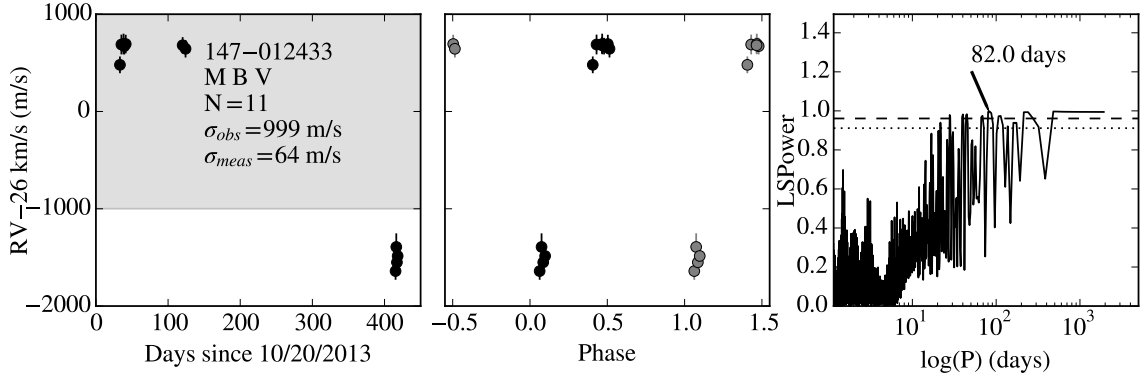 1000
0
−1000
−2000
RV−26 km/s (m/s)
147−012433
M B V
N=11
σobs=999 m/s
σmeas=64 m/s
0 100 200 300 400
Days since 10/20/2013
−0.5 0.0 0.5 1.0 1.5
Phase
1.4
1.2
1.0
0.8
0.6
0.4
0.2
0.0
LSPower
82.0 days
10¹ 10² 10³
log(P) (days)